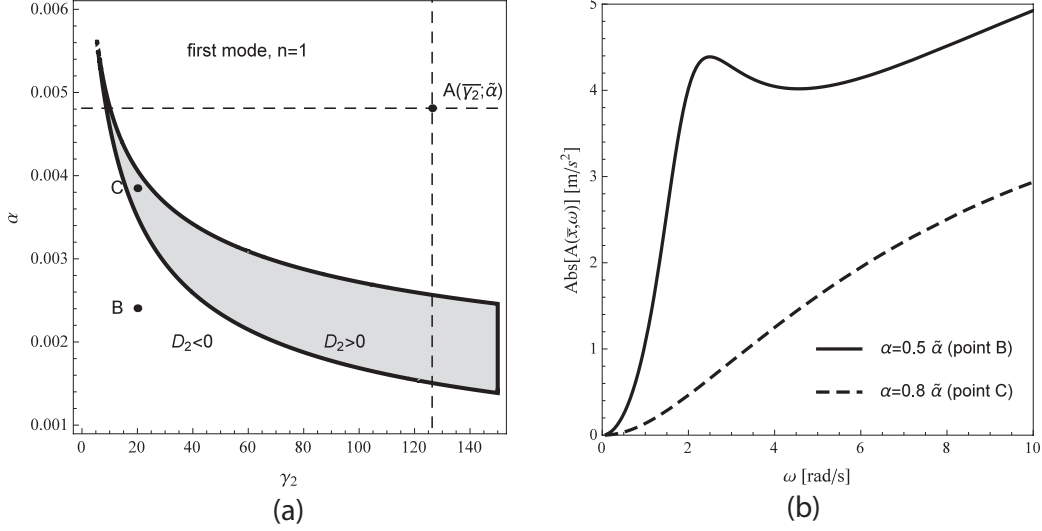 0.006
0.005
0.004
0.003
0.002
0.001
α
0 20 40 60 80 100 120 140
γ₂
first mode, n=1
A(γ̅₂;α̃)
C
B
D₂<0
D₂>0
(a)
5
4
3
2
1
0
Abs[A(x̄,ω)] [m/s²]
0 2 4 6 8 10
ω [rad/s]
α=0.5 α̃ (point B)
α=0.8 α̃ (point C)
(b)